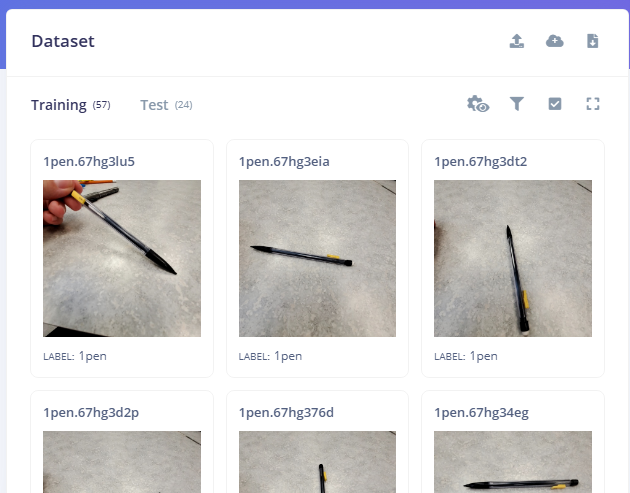 Dataset
Training (57) Test (24)
1pen.67hg3lu5 1pen.67hg3eia 1pen.67hg3dt2
LABEL: 1pen LABEL: 1pen LABEL: 1pen
1pen.67hg3d2p 1pen.67hg376d 1pen.67hg34eg